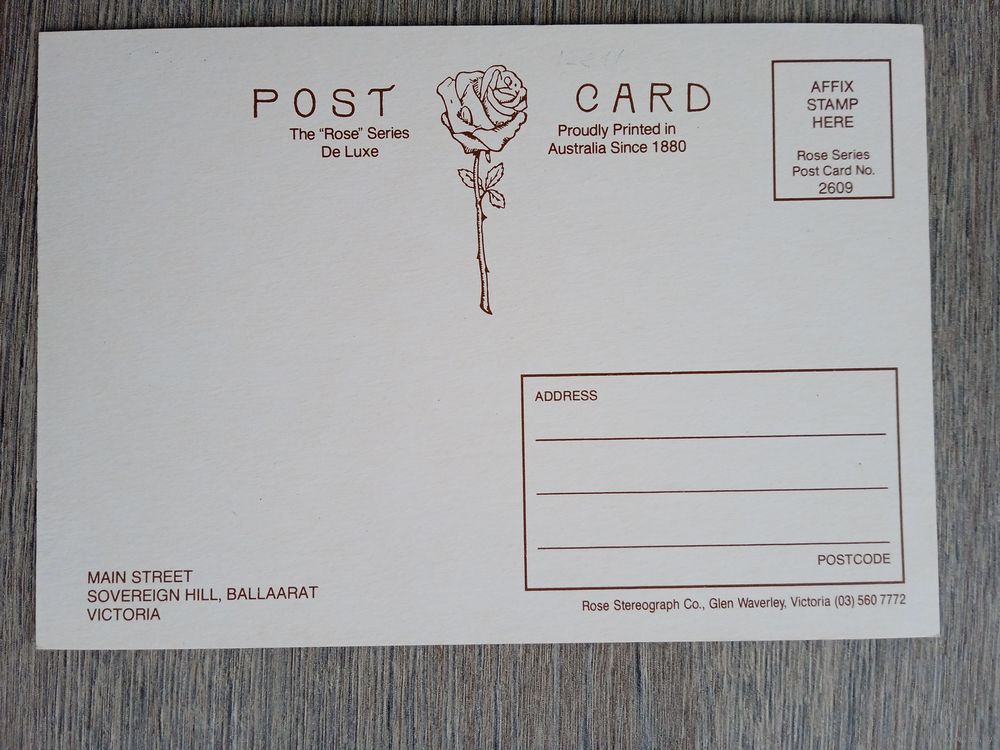 POST CARD
The "Rose" Series
De Luxe
Proudly Printed in
Australia Since 1880
AFFIX
STAMP
HERE
Rose Series
Post Card No.
2609
ADDRESS
POSTCODE
MAIN STREET
SOVEREIGN HILL, BALLAARAT
VICTORIA
Rose Stereograph Co., Glen Waverley, Victoria (03) 560 7772